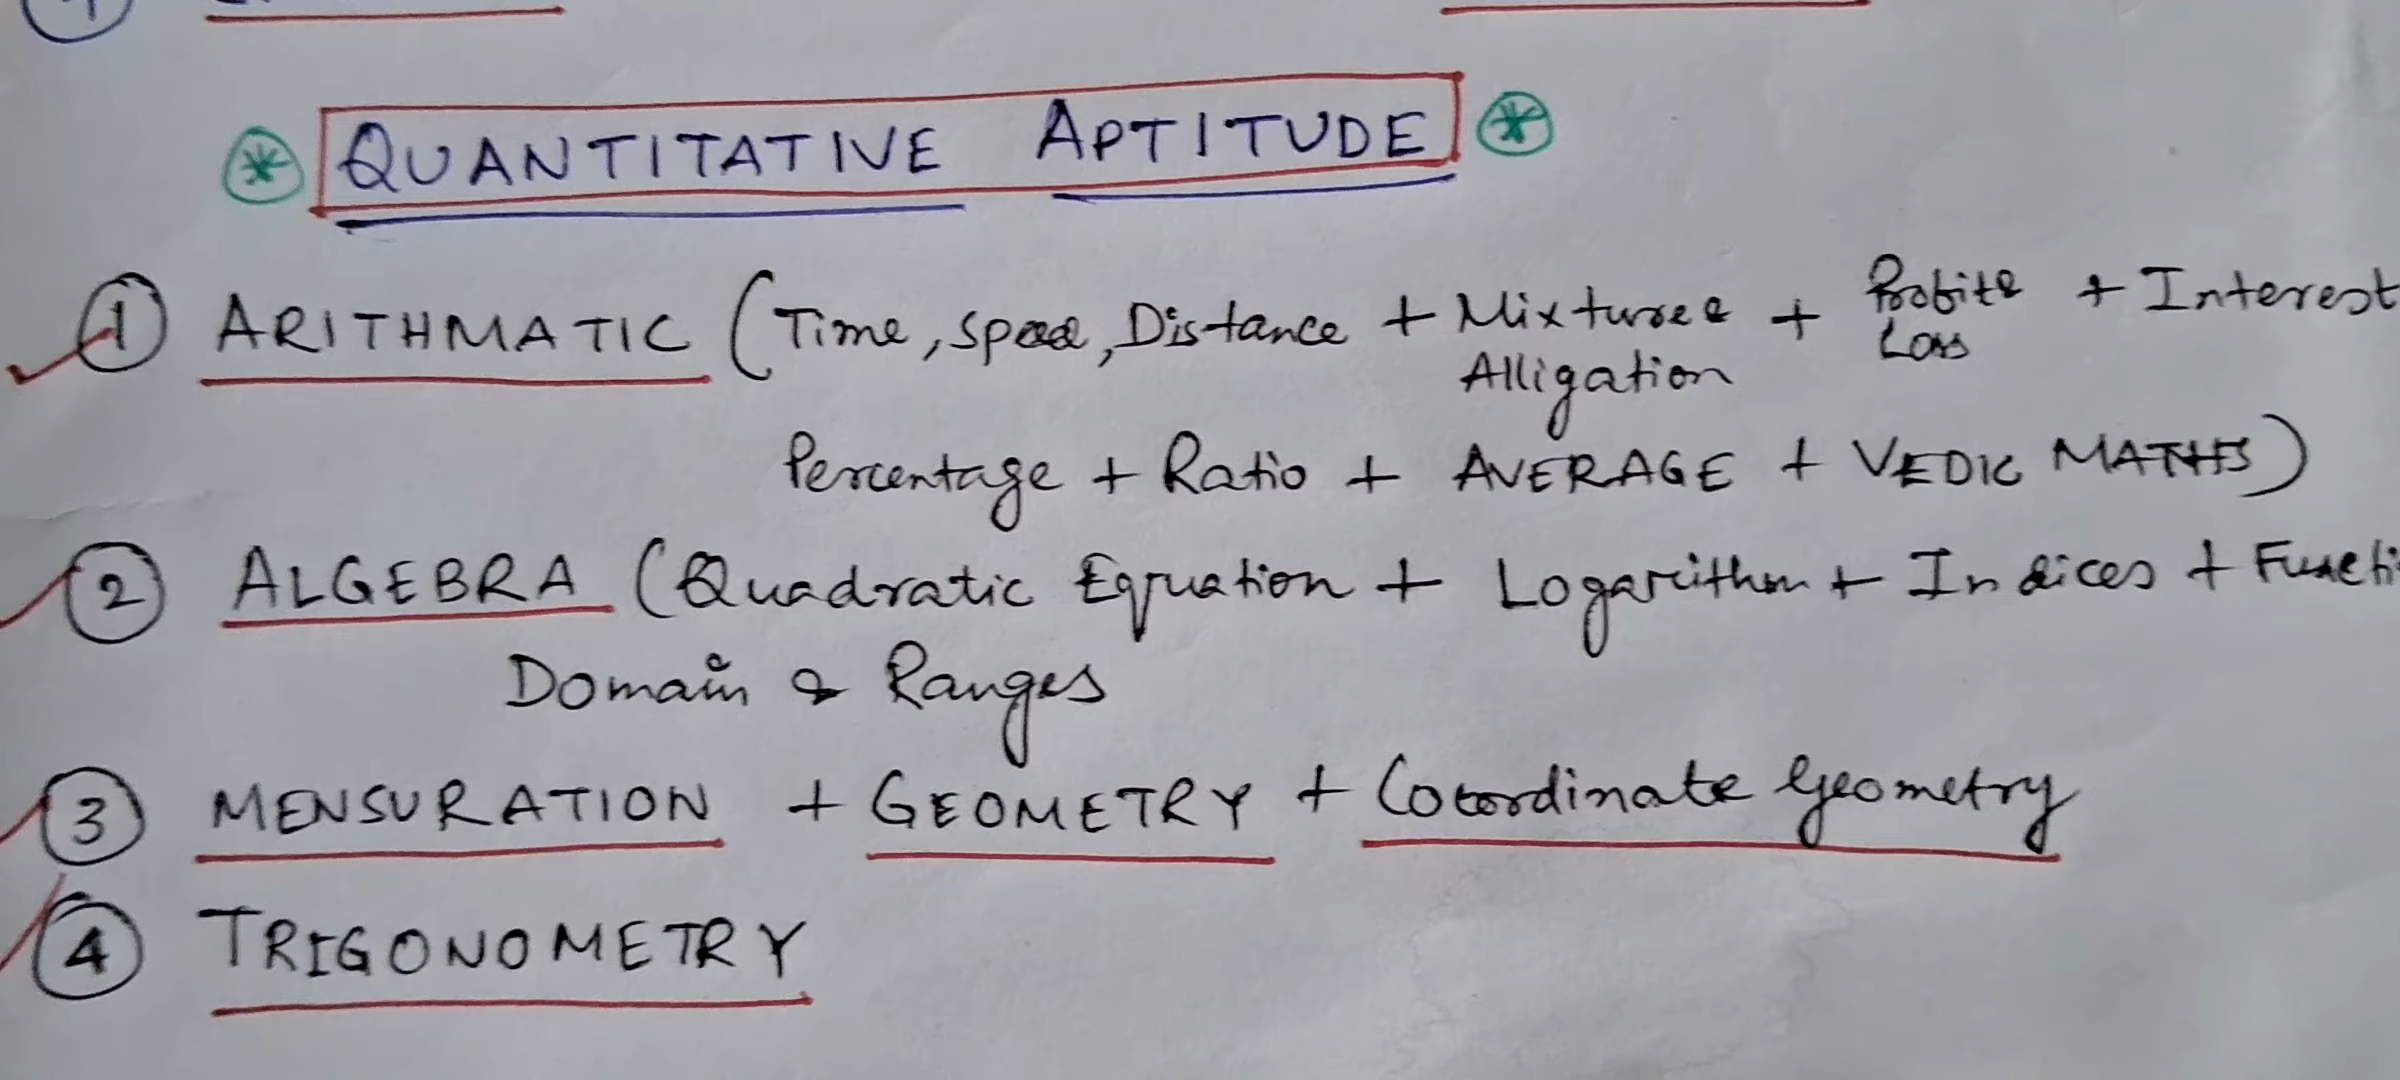 QUANTITATIVE APTITUDE
1 ARITHMATIC (Time, Speed, Distance + Mixture & Alligation + Profit & Loss + Interest
Percentage + Ratio + AVERAGE + VEDIC MATHS)
2 ALGEBRA (Quadratic Equation + Logarithm + Indices + Functi
Domain & Ranges
3 MENSURATION + GEOMETRY + Coordinate Geometry
4 TRIGONOMETRY